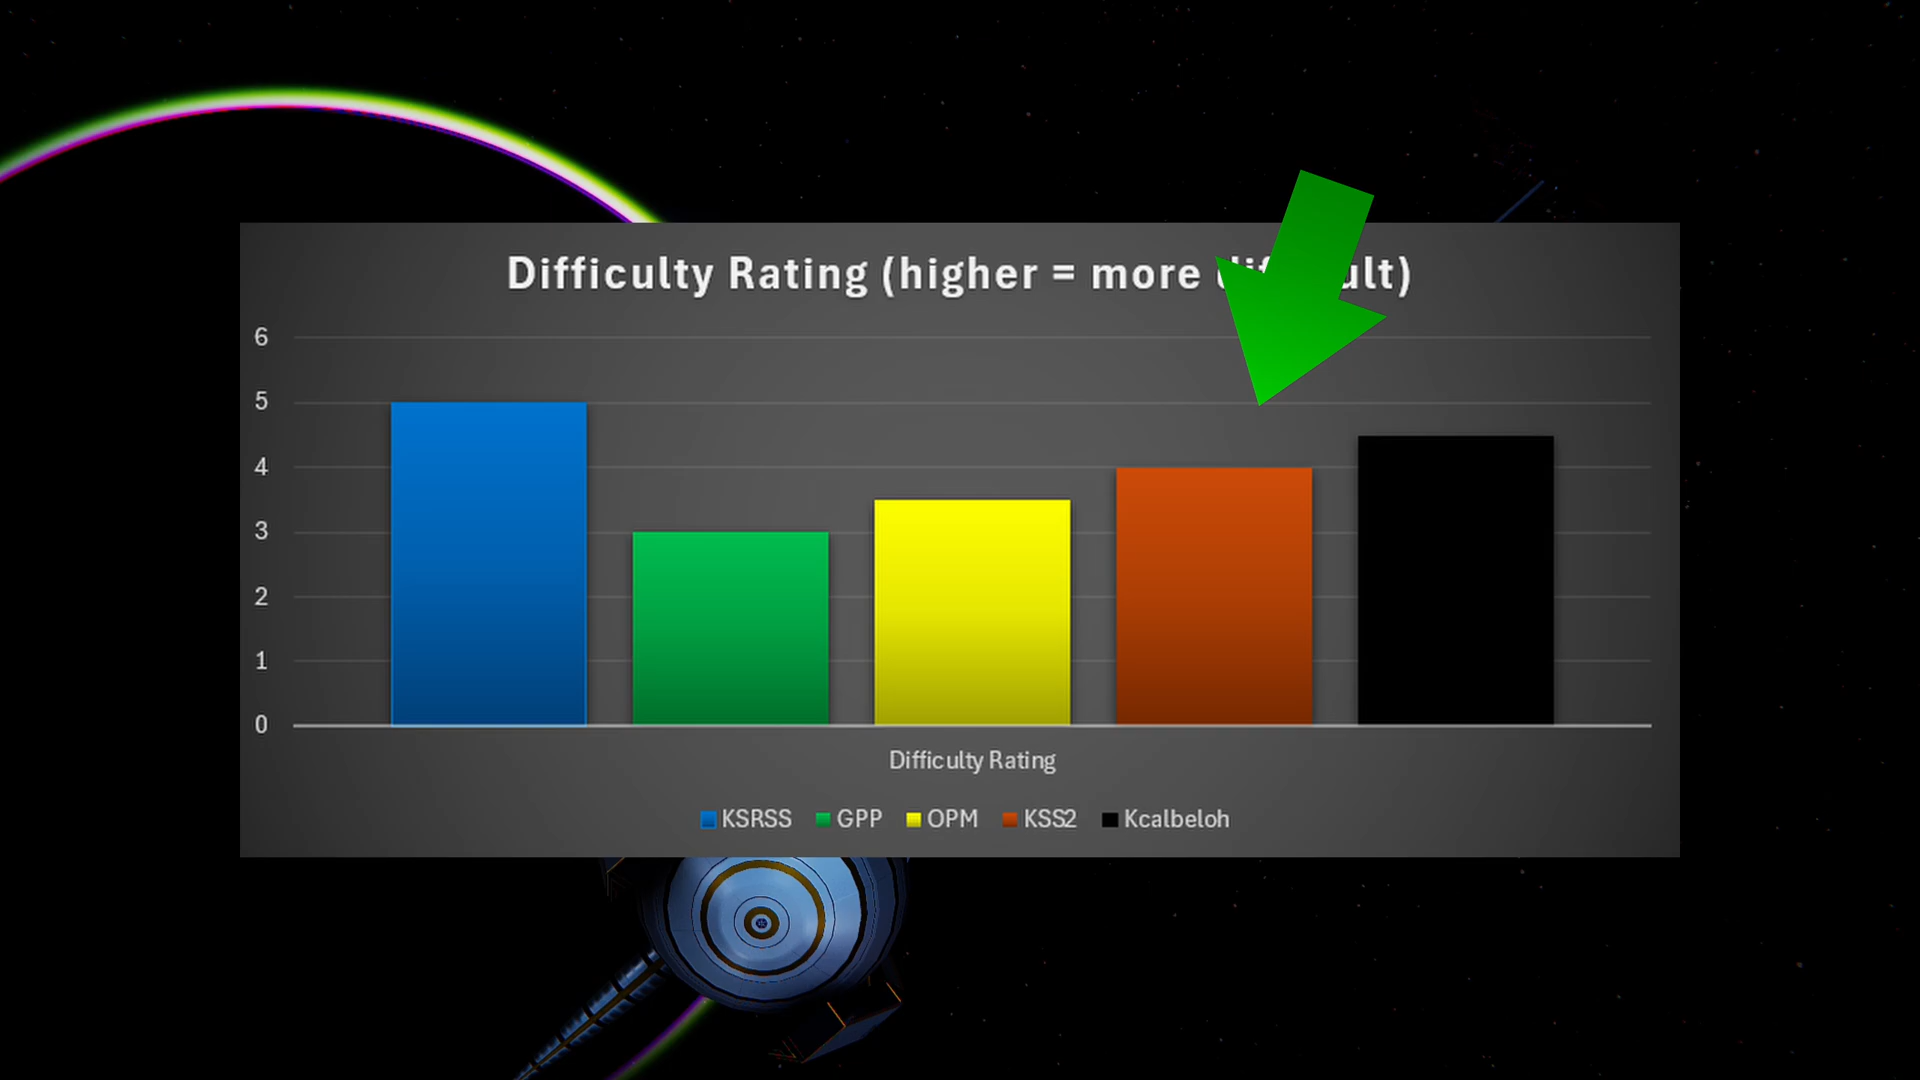 Difficulty Rating (higher = more
6
5
4
3
2
1
0
Difficulty Rating
KSRSS GPP OPM KSS2 Kcalbeloh